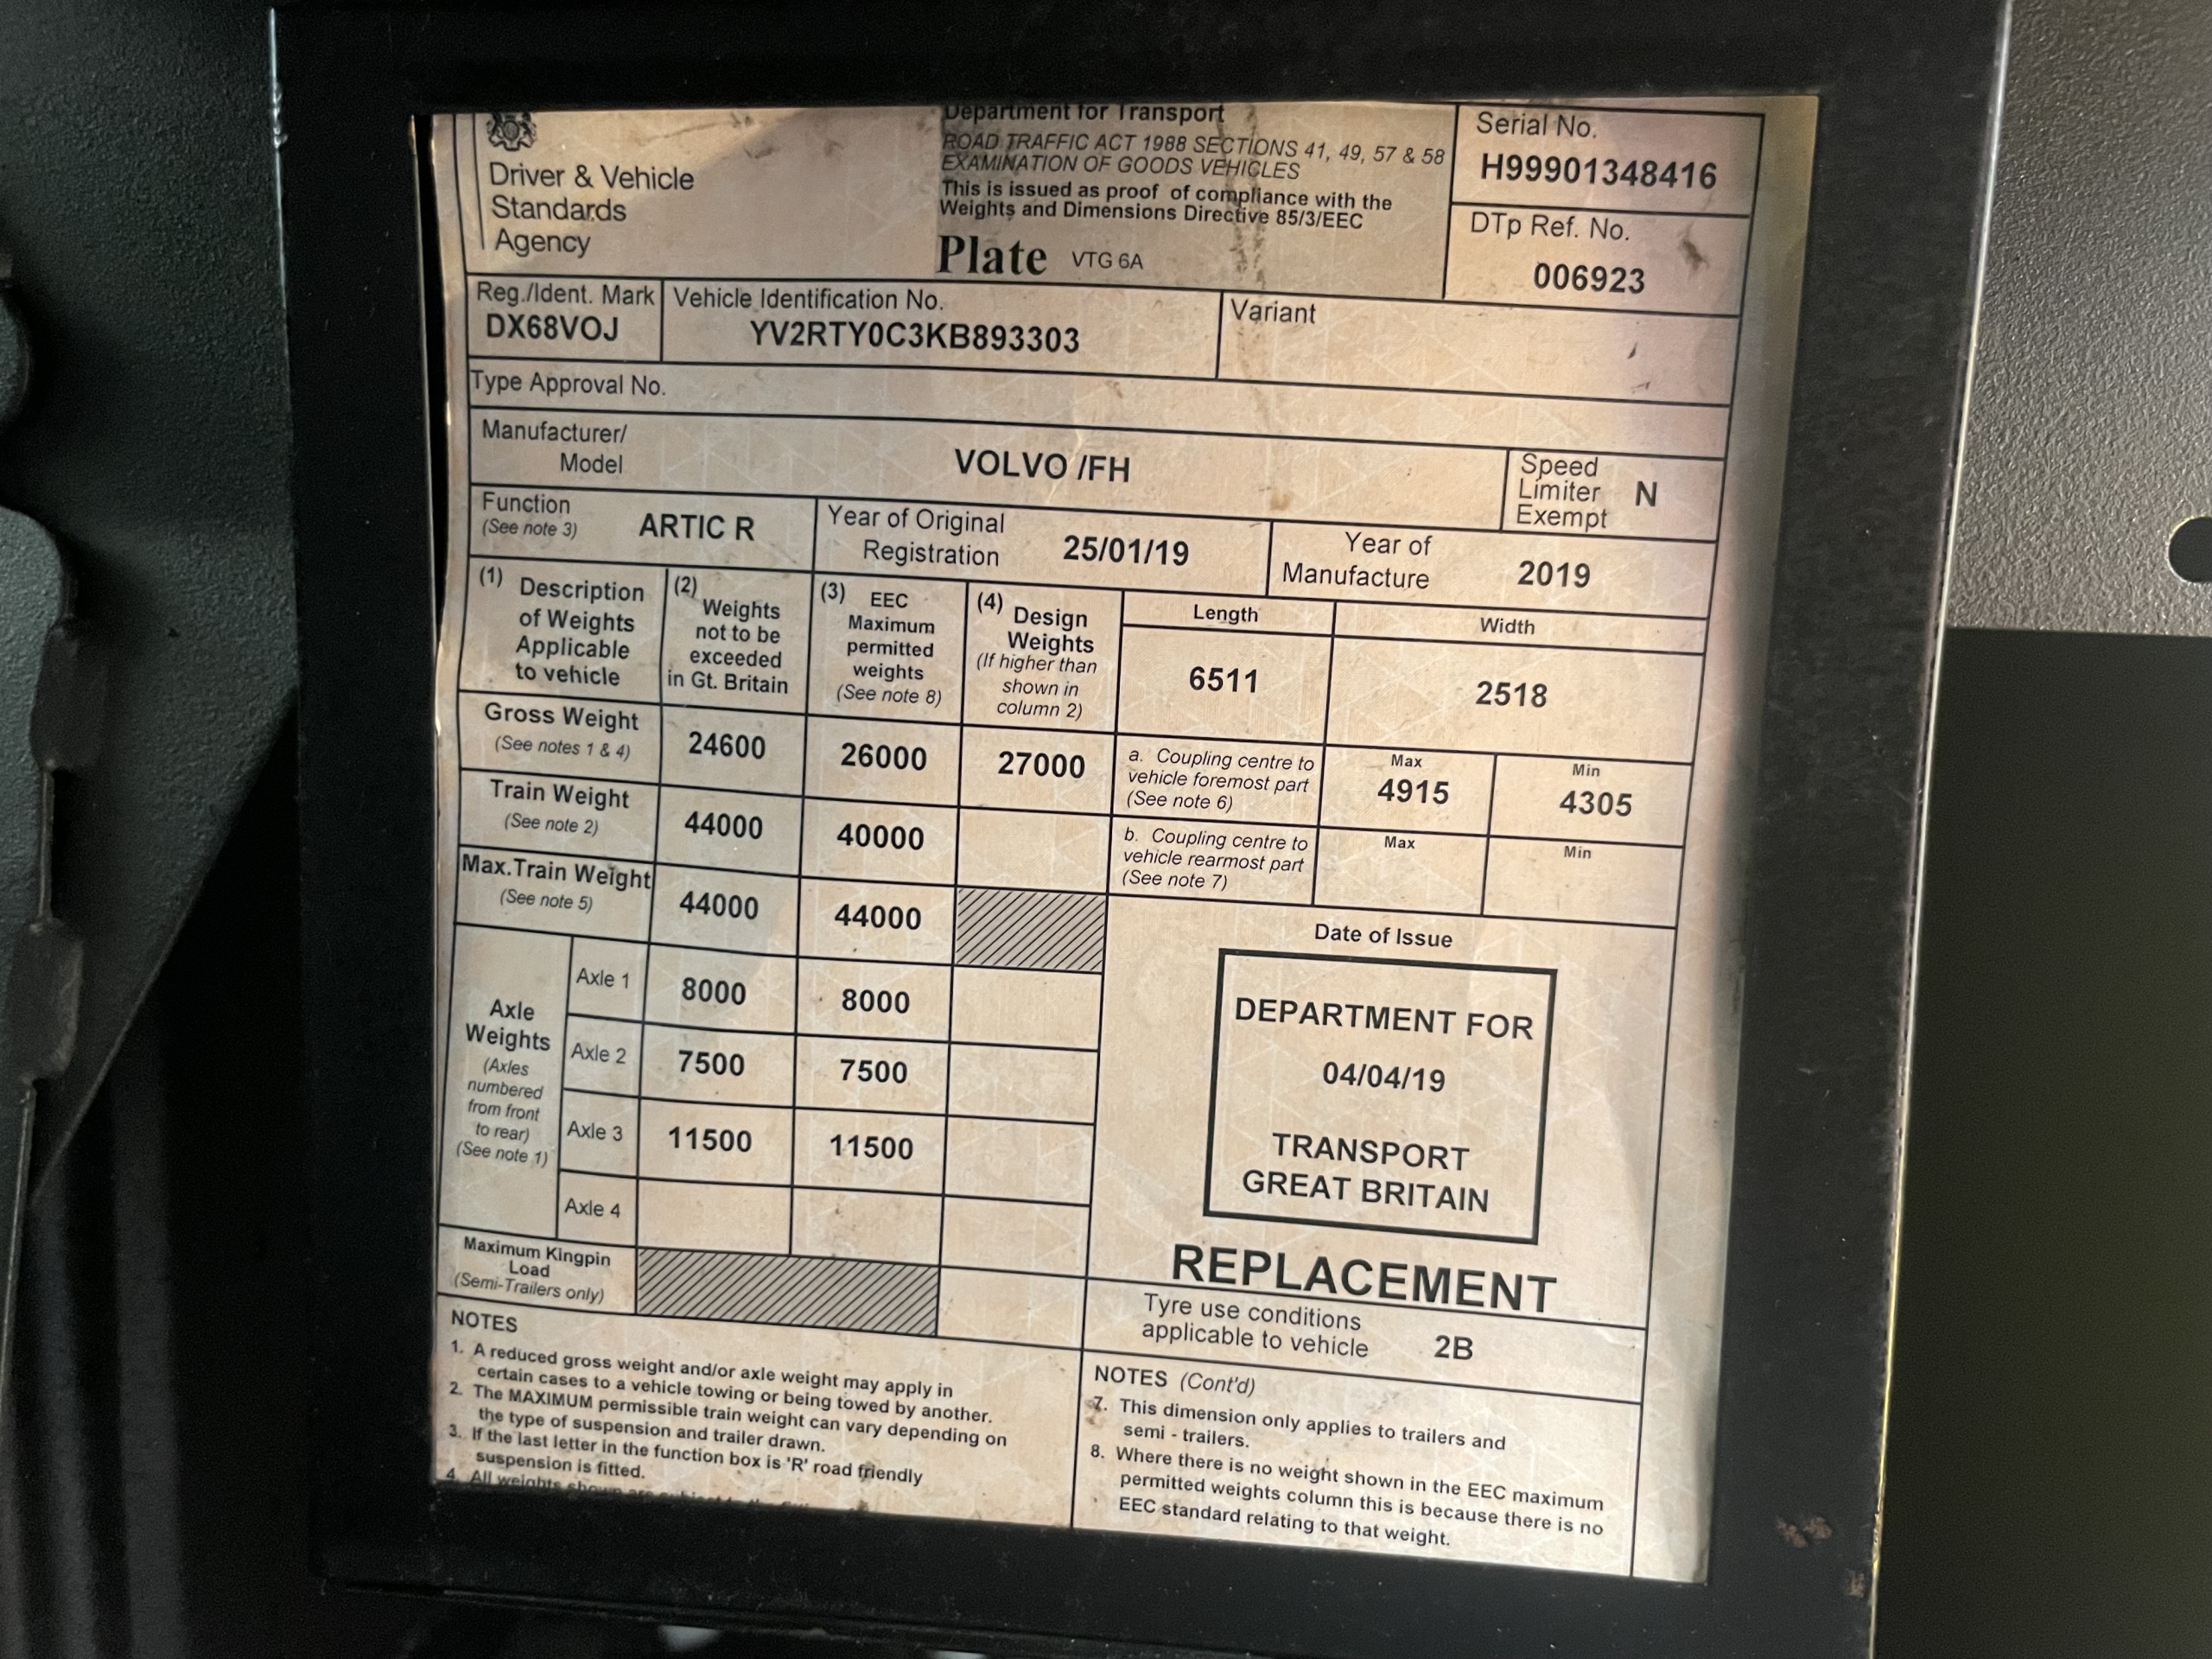 Driver & Vehicle
Standards
Agency
Department for Transport
ROAD TRAFFIC ACT 1988 SECTIONS 41, 49, 57 & 58
EXAMINATION OF GOODS VEHICLES
This is issued as proof of compliance with the
Weights and Dimensions Directive 85/3/EEC
Plate VTG 6A
Serial No.
H99901348416
DTp Ref. No.
006923
Reg./Ident. Mark
DX68VOJ
Vehicle Identification No.
YV2RTY0C3KB893303
Variant
Type Approval No.
Manufacturer/
Model
VOLVO /FH
Speed
Limiter
Exempt
N
Function
(See note 3)
ARTIC R
Year of Original
Registration
25/01/19
Year of
Manufacture
2019
(1) Description
of Weights
Applicable
to vehicle
(2) Weights
not to be
exceeded
in Gt. Britain
(3) EEC
Maximum
permitted
weights
(See note 8)
(4) Design
Weights
(If higher than
shown in
column 2)
Length
6511
Width
2518
Gross Weight
(See notes 1 & 4)
24600
26000
27000
a. Coupling centre to
vehicle foremost part
(See note 6)
Max
4915
Min
4305
Train Weight
(See note 2)
44000
40000
b. Coupling centre to
vehicle rearmost part
(See note 7)
Max
Min
Max.Train Weight
(See note 5)
44000
44000
Axle
Weights
(Axles
numbered
from front
to rear)
(See note 1)
Axle 1
8000
8000
Axle 2
7500
7500
Axle 3
11500
11500
Axle 4
Maximum Kingpin
Load
(Semi-Trailers only)
Date of Issue
DEPARTMENT FOR
04/04/19
TRANSPORT
GREAT BRITAIN
REPLACEMENT
Tyre use conditions
applicable to vehicle
2B
NOTES
1. A reduced gross weight and/or axle weight may apply in
certain cases to a vehicle towing or being towed by another.
2. The MAXIMUM permissible train weight can vary depending on
the type of suspension and trailer drawn.
3. If the last letter in the function box is 'R' road friendly
suspension is fitted.
4. All weights shown are subject to the
NOTES (Cont'd)
7. This dimension only applies to trailers and
semi - trailers.
8. Where there is no weight shown in the EEC maximum
permitted weights column this is because there is no
EEC standard relating to that weight.